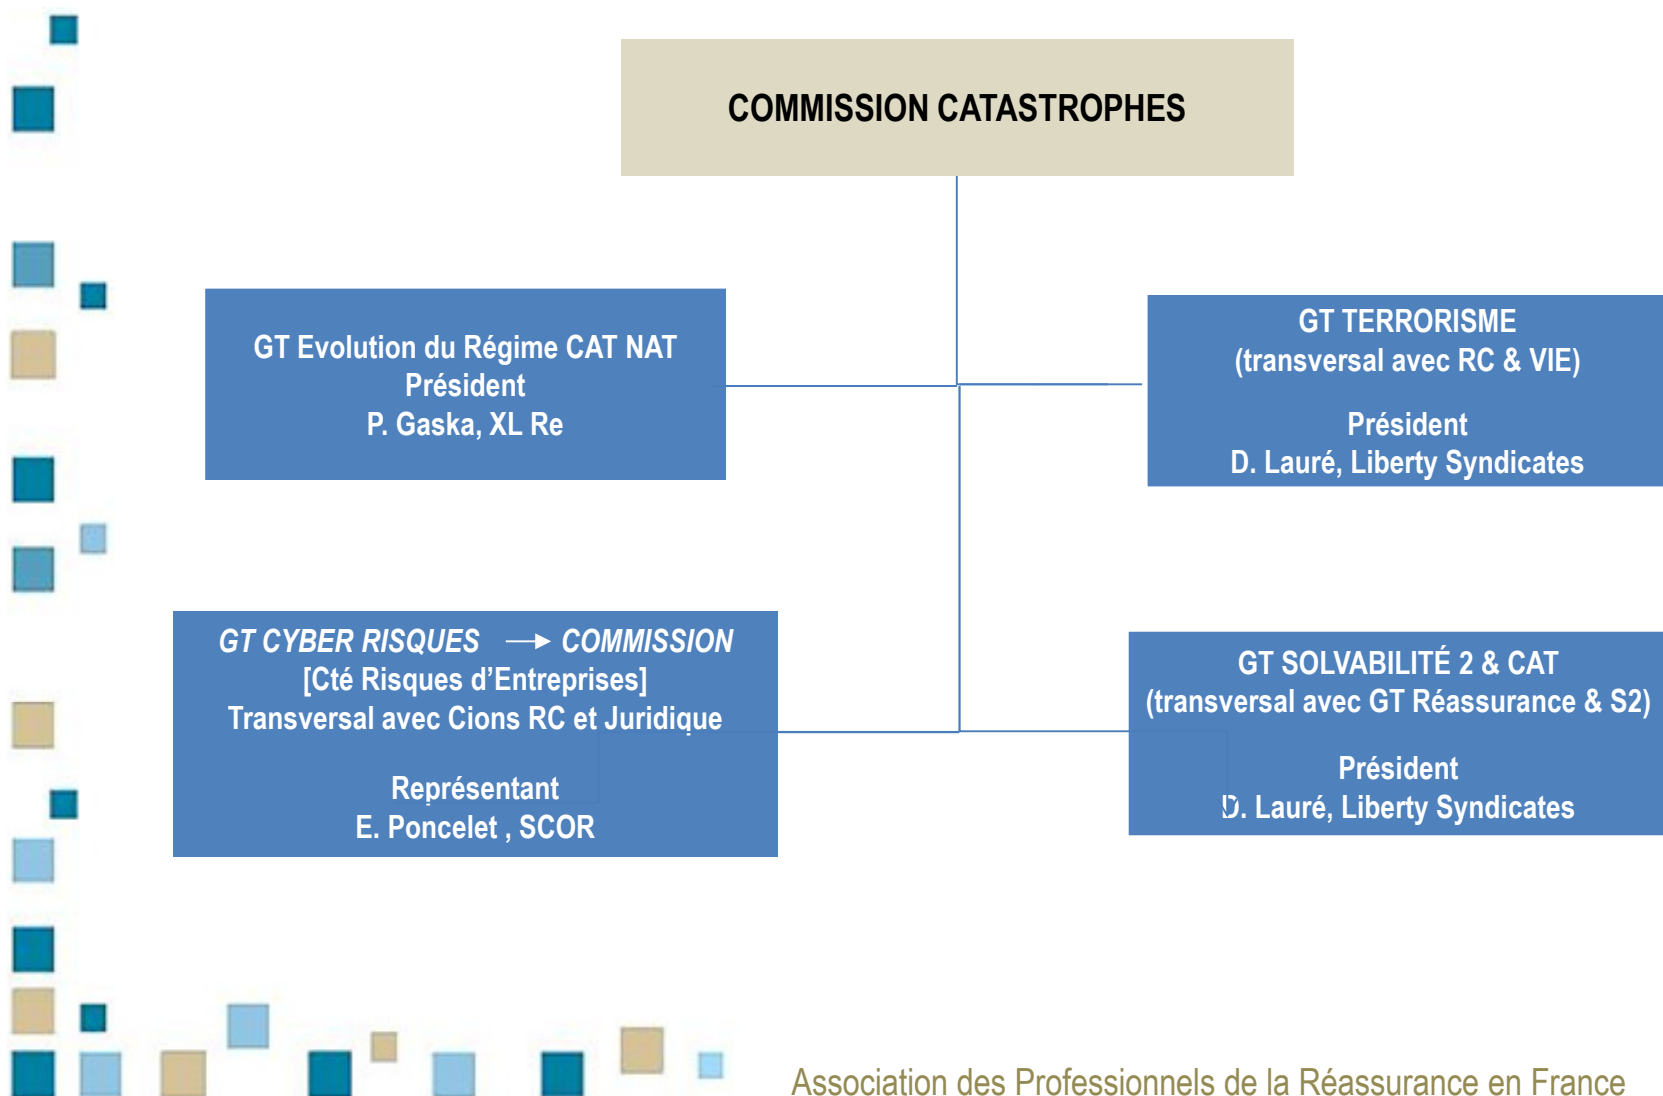 COMMISSION CATASTROPHES
GT Evolution du Régime CAT NAT
Président
P. Gaska, XL Re
GT TERRORISME
(transversal avec RC & VIE)
Président
D. Lauré, Liberty Syndicates
GT CYBER RISQUES → COMMISSION
[Cté Risques d’Entreprises]
Transversal avec Cions RC et Juridique
Représentant
E. Poncelet , SCOR
GT SOLVABILITÉ 2 & CAT
(transversal avec GT Réassurance & S2)
Président
D. Lauré, Liberty Syndicates
Association des Professionnels de la Réassurance en France